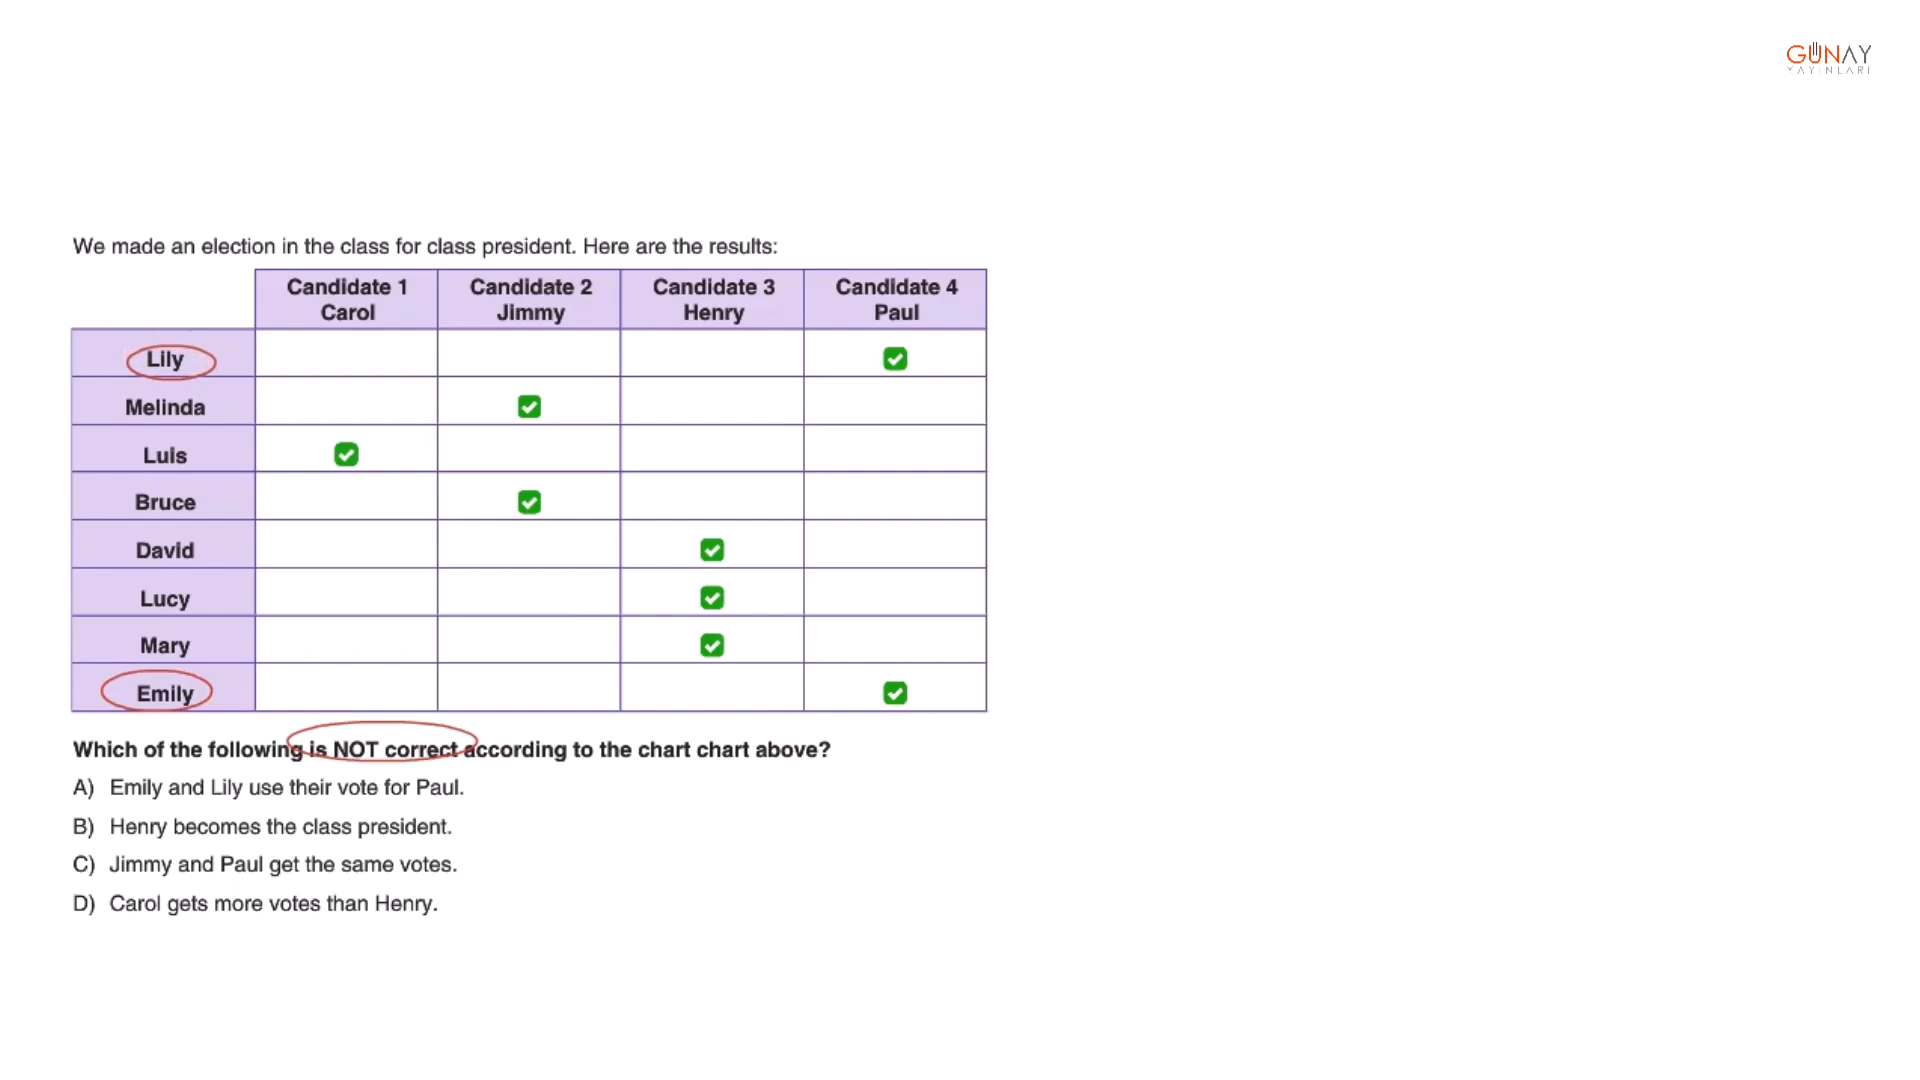 GÜNAY
YAYINLARI
We made an election in the class for class president. Here are the results:
Candidate 1 Candidate 2 Candidate 3 Candidate 4
Carol Jimmy Henry Paul
Lily
Melinda
Luis
Bruce
David
Lucy
Mary
Emily
Which of the following is NOT correct according to the chart chart above?
A) Emily and Lily use their vote for Paul.
B) Henry becomes the class president.
C) Jimmy and Paul get the same votes.
D) Carol gets more votes than Henry.